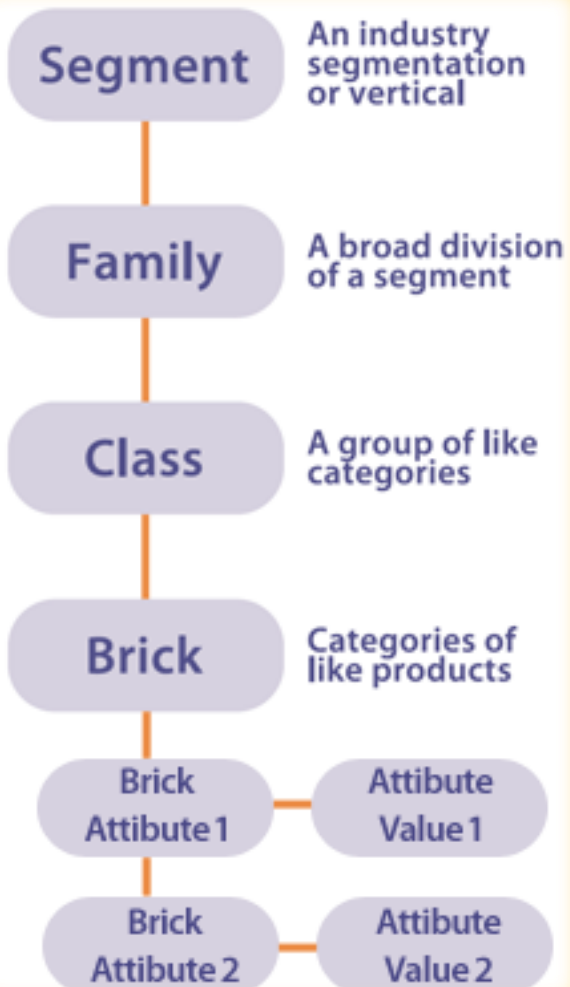 Segment
An industry
segmentation
or vertical
Family
A broad division
of a segment
Class
A group of like
categories
Brick
Categories of
like products
Brick
Attibute 1
Attibute
Value 1
Brick
Attibute 2
Attibute
Value 2